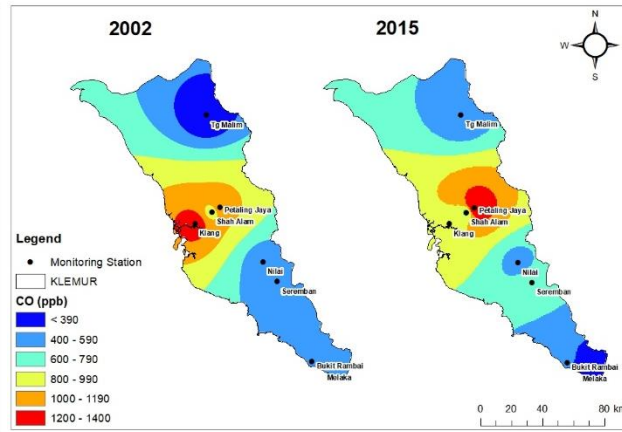 2002
2015
N
W
E
S
Tg Malim
Petaling Jaya
Shah Alam
Klang
Nilai
Seremban
Bukit Rambai
Melaka
Tg Malim
Petaling Jaya
Shah Alam
Klang
Nilai
Seremban
Bukit Rambai
Melaka
Legend
Monitoring Station
KLEMUR
CO (ppb)
< 390
400 - 590
600 - 790
800 - 990
1000 - 1190
1200 - 1400
0 20 40 80 km